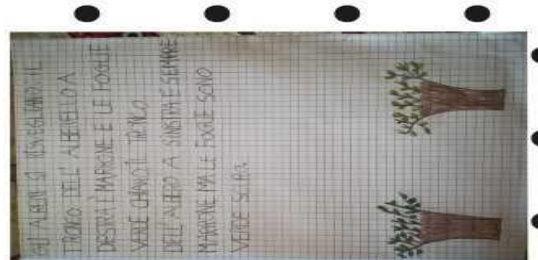 GLI ALBERI SI RISVEGLIANO. IL
TRONCO DELL' ALBERELLO A
DESTRA È MARRONE E LE FOGLIE
VERDE CHIARO. IL TRONCO
DELL' ALBERO A SINISTRA È SEMPRE
MARRONE MA LE FOGLIE SONO
VERDE SCURO.